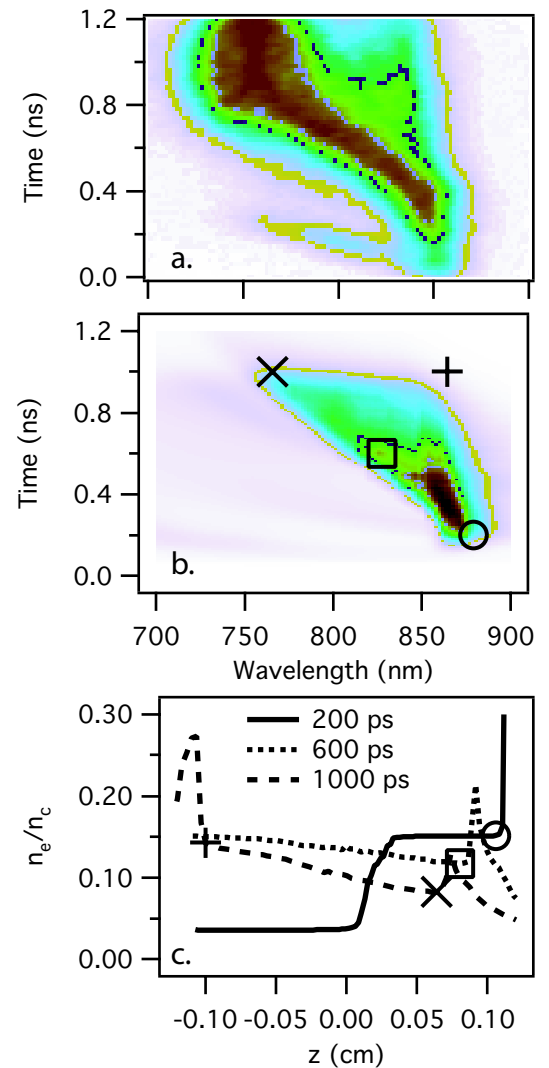 1.2
0.8
0.4
0.0
Time (ns)
a.
1.2
0.8
0.4
0.0
Time (ns)
b.
700 750 800 850 900
Wavelength (nm)
0.30
0.20
0.10
0.00
ne/nc
200 ps
600 ps
1000 ps
c.
-0.10 -0.05 0.00 0.05 0.10
z (cm)